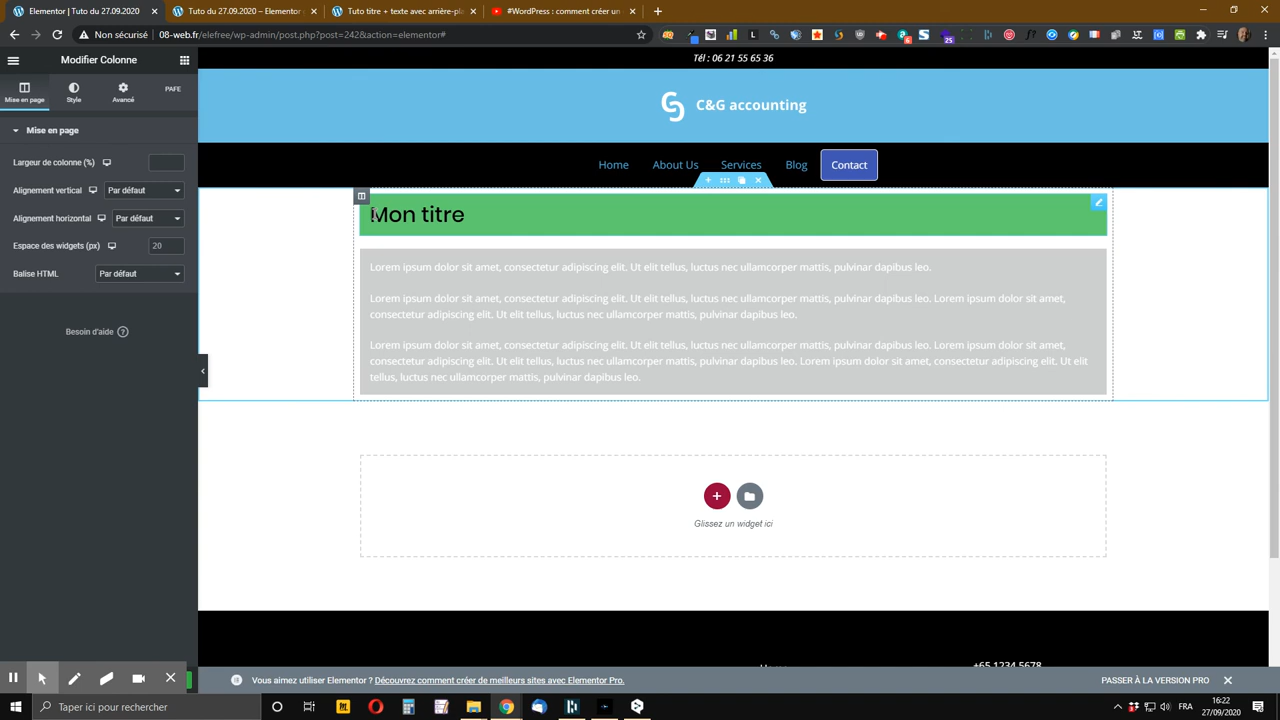 Elementor | Tuto du 27.09.2020
Tuto du 27.09.2020 – Elementor
Tuto du 27.09.2020 – Le
#WordPress : comment créer un
Non sécurisé
08-web.fr/elefree/wp-admin/post.php?post=242&action=elementor#
Modifier Colonne
Mise en page
Style
Avancé
PAFE
Mise en page
Largeur de colonne (%)
Alignement vertical
Par défaut
Alignement horizontal
Par défaut
Espace des widgets (px)
20
Balise HTML
Par défaut
Besoin d'aide
Tél : 06 21 55 65 36
C&G accounting
Home
About Us
Services
Blog
Contact
Mon titre
Lorem ipsum dolor sit amet, consectetur adipiscing elit. Ut elit tellus, luctus nec ullamcorper mattis, pulvinar dapibus leo.
Lorem ipsum dolor sit amet, consectetur adipiscing elit. Ut elit tellus, luctus nec ullamcorper mattis, pulvinar dapibus leo. Lorem ipsum dolor sit amet,
consectetur adipiscing elit. Ut elit tellus, luctus nec ullamcorper mattis, pulvinar dapibus leo.
Lorem ipsum dolor sit amet, consectetur adipiscing elit. Ut elit tellus, luctus nec ullamcorper mattis, pulvinar dapibus leo. Lorem ipsum dolor sit amet,
consectetur adipiscing elit. Ut elit tellus, luctus nec ullamcorper mattis, pulvinar dapibus leo. Lorem ipsum dolor sit amet, consectetur adipiscing elit. Ut elit
tellus, luctus nec ullamcorper mattis, pulvinar dapibus leo.
Glissez un widget ici
+65 1234 5678
Vous aimez utiliser Elementor ? Découvrez comment créer de meilleurs sites avec Elementor Pro.
PASSER À LA VERSION PRO
Taper ici pour rechercher
FRA
16:22
27/09/2020